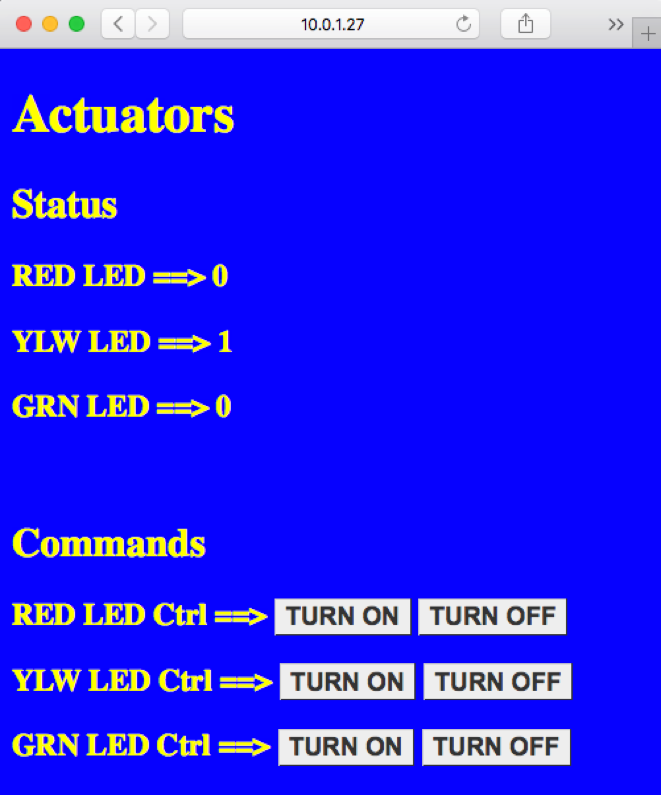 10.0.1.27
Actuators
Status
RED LED ==> 0
YLW LED ==> 1
GRN LED ==> 0
Commands
RED LED Ctrl ==> TURN ON TURN OFF
YLW LED Ctrl ==> TURN ON TURN OFF
GRN LED Ctrl ==> TURN ON TURN OFF